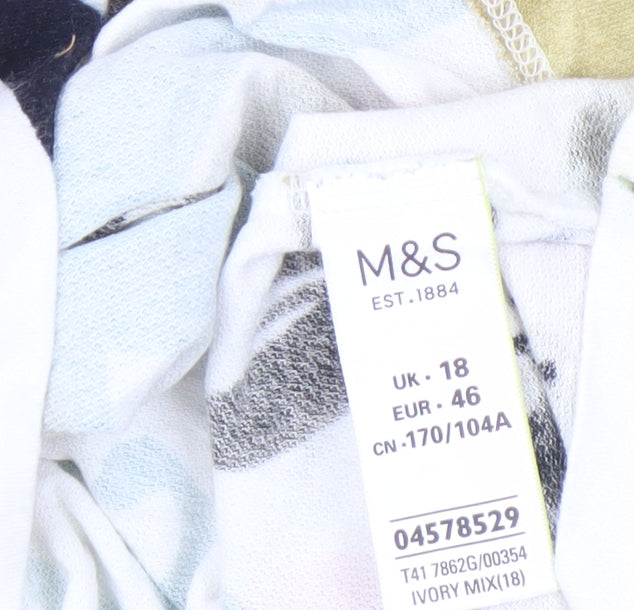 M&S
EST.1884
UK · 18
EUR · 46
CN ·170/104A
04578529
T41 7862G/00354
IVORY MIX(18)